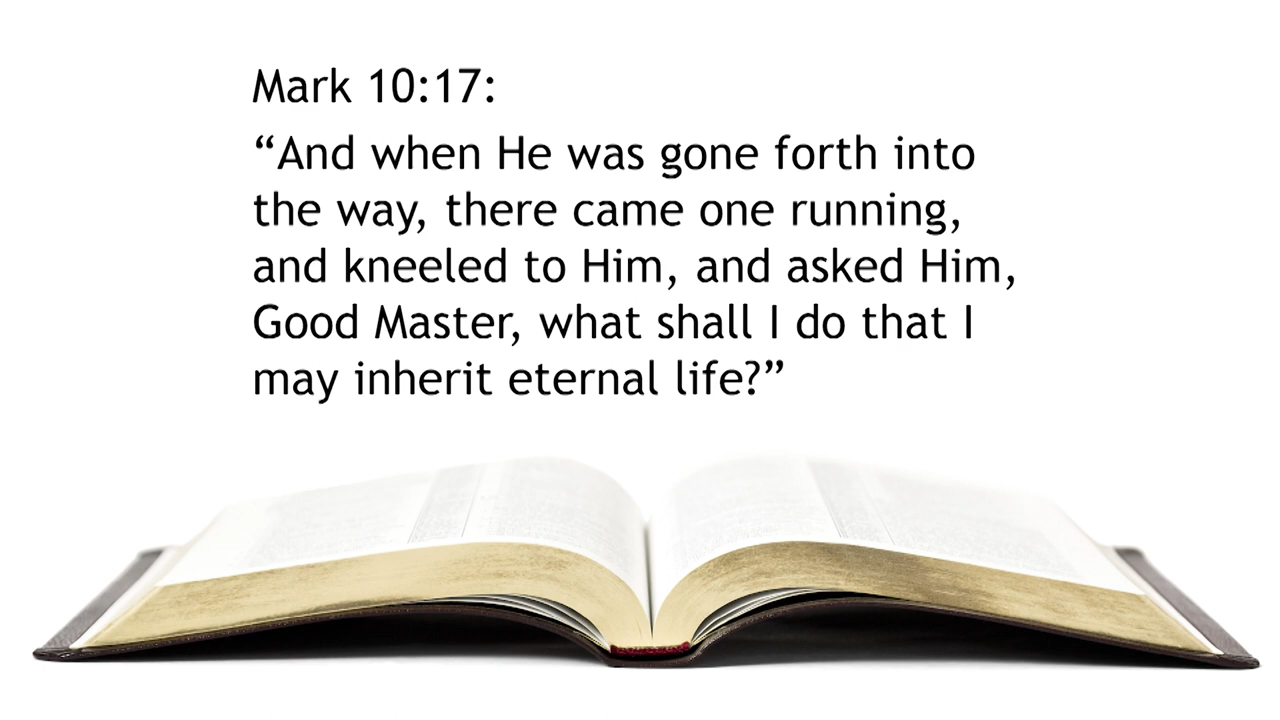 Mark 10:17:
“And when He was gone forth into
the way, there came one running,
and kneeled to Him, and asked Him,
Good Master, what shall I do that I
may inherit eternal life?”